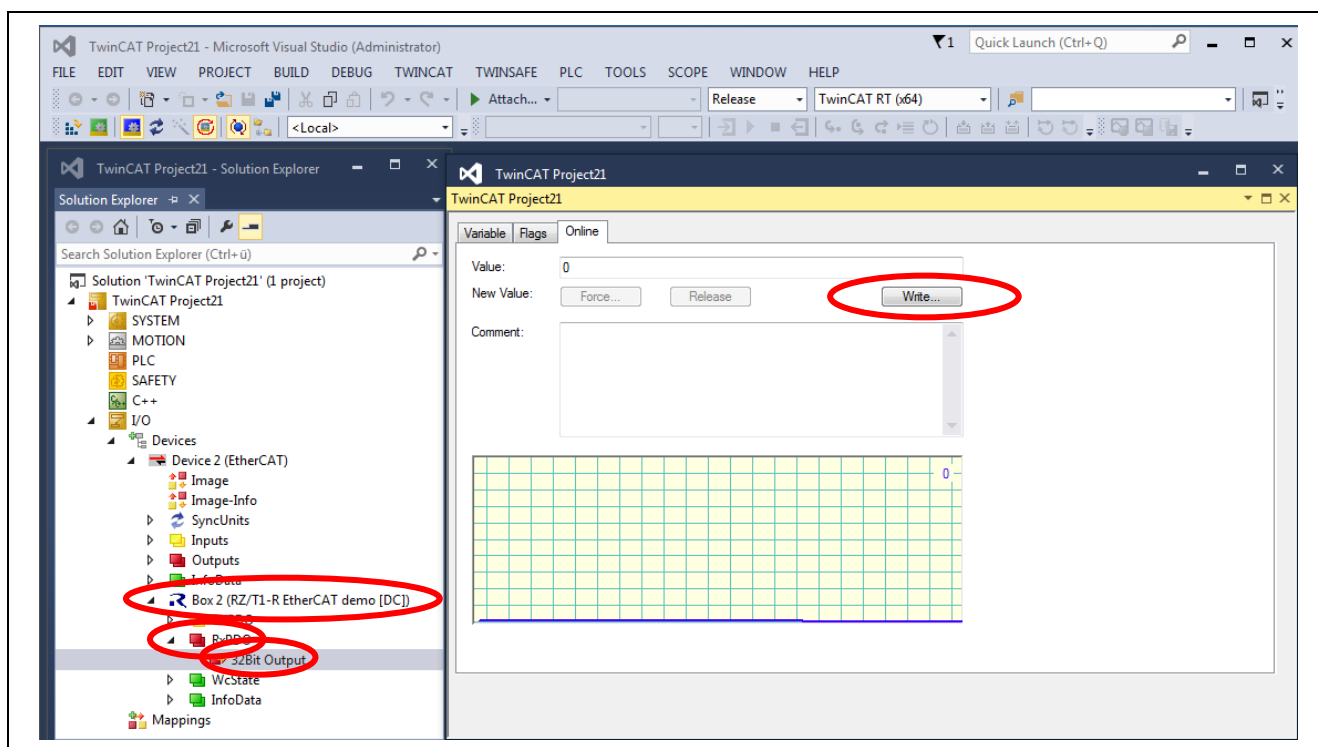 TwinCAT Project21 - Microsoft Visual Studio (Administrator)
1 Quick Launch (Ctrl+Q)
FILE EDIT VIEW PROJECT BUILD DEBUG TWINCAT TWINSAFE PLC TOOLS SCOPE WINDOW HELP
Attach... Release TwinCAT RT (x64)
<Local>
TwinCAT Project21 - Solution Explorer
Solution Explorer
Search Solution Explorer (Ctrl+ü)
Solution 'TwinCAT Project21' (1 project)
TwinCAT Project21
SYSTEM
MOTION
PLC
SAFETY
C++
I/O
Devices
Device 2 (EtherCAT)
Image
Image-Info
SyncUnits
Inputs
Outputs
InfoData
Box 2 (RZ/T1-R EtherCAT demo [DC])
RxPDO
32Bit Output
WcState
InfoData
Mappings
TwinCAT Project21
TwinCAT Project21
Variable Flags Online
Value: 0
New Value: Force... Release Write...
Comment:
0